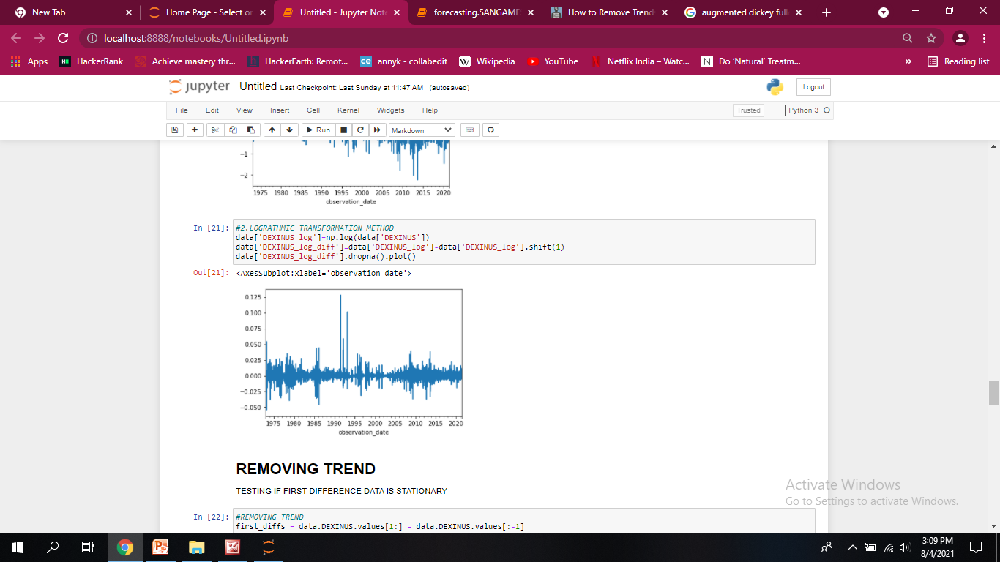 New Tab
Home Page - Select or
Untitled - Jupyter Not
forecasting.SANGAME
How to Remove Trend
augmented dickey full
localhost:8888/notebooks/Untitled.ipynb
Apps
HackerRank
Achieve mastery thr...
HackerEarth: Remot...
ce annyk - collabedit
W Wikipedia
YouTube
Netflix India – Watc...
N Do 'Natural' Treatm...
»
Reading list
jupyter Untitled Last Checkpoint: Last Sunday at 11:47 AM (autosaved)
Logout
File Edit View Insert Cell Kernel Widgets Help
Trusted
Python 3
Run
Markdown
−1
−2
1975 1980 1985 1990 1995 2000 2005 2010 2015 2020
observation_date
In [21]: #2.LOGRATHMIC TRANSFORMATION METHOD
data['DEXINUS_log']=np.log(data['DEXINUS'])
data['DEXINUS_log_diff']=data['DEXINUS_log']-data['DEXINUS_log'].shift(1)
data['DEXINUS_log_diff'].dropna().plot()
Out[21]: <AxesSubplot:xlabel='observation_date'>
0.125
0.100
0.075
0.050
0.025
0.000
−0.025
−0.050
1975 1980 1985 1990 1995 2000 2005 2010 2015 2020
observation_date
REMOVING TREND
TESTING IF FIRST DIFFERENCE DATA IS STATIONARY
Activate Windows
Go to Settings to activate Windows.
In [22]: #REMOVING TREND
first_diffs = data.DEXINUS.values[1:] - data.DEXINUS.values[:-1]
3:09 PM
8/4/2021